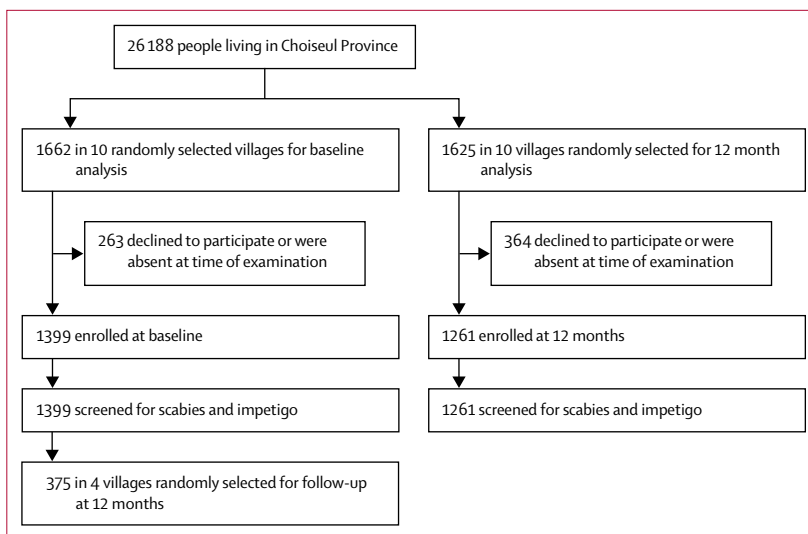 26 188 people living in Choiseul Province
1662 in 10 randomly selected villages for baseline
analysis
1625 in 10 villages randomly selected for 12 month
analysis
263 declined to participate or were
absent at time of examination
364 declined to participate or were
absent at time of examination
1399 enrolled at baseline
1261 enrolled at 12 months
1399 screened for scabies and impetigo
1261 screened for scabies and impetigo
375 in 4 villages randomly selected for follow-up
at 12 months